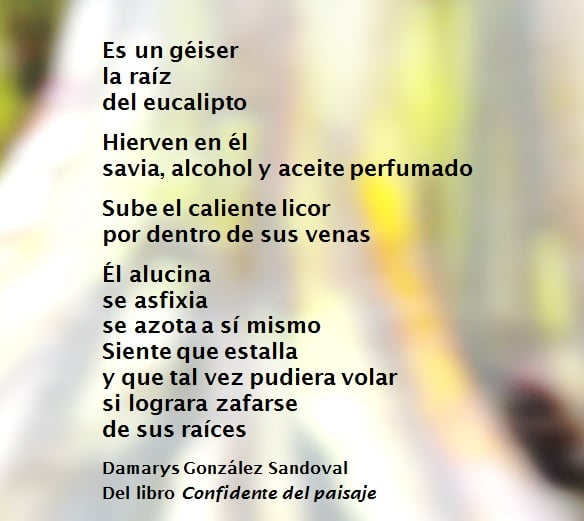 Es un géiser
la raíz
del eucalipto
Hierven en él
savia, alcohol y aceite perfumado
Sube el caliente licor
por dentro de sus venas
Él alucina
se asfixia
se azota a sí mismo
Siente que estalla
y que tal vez pudiera volar
si lograra zafarse
de sus raíces
Damarys González Sandoval
Del libro Confidente del paisaje